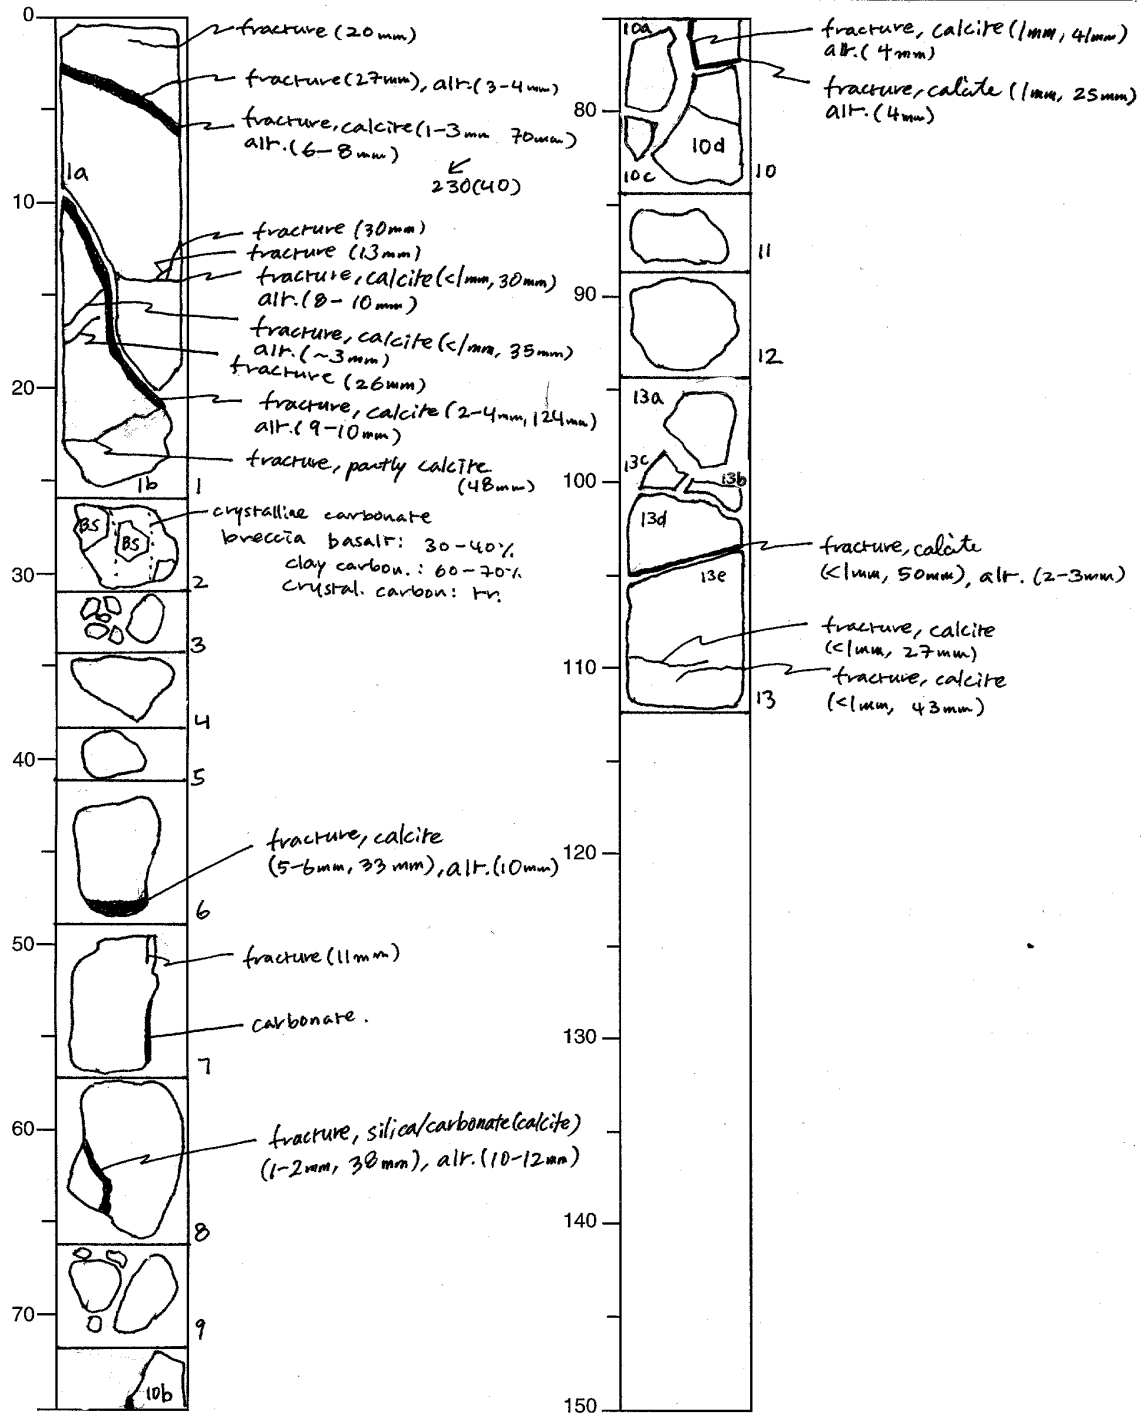 0
fracture (20mm)
fracture (27mm), alt. (3-4mm)
fracture, calcite (1-3mm 70mm)
alt. (6-8mm)
230(40)
1a
10
fracture (30mm)
fracture (13mm)
fracture, calcite (<1mm, 30mm)
alt. (8-10mm)
fracture, calcite (<1mm, 35mm)
alt. (~3mm)
fracture (26mm)
20
fracture, calcite (2-4mm, 124mm)
alt. (9-10mm)
fracture, partly calcite
(48mm)
1b
1
BS
BS
crystalline carbonate
breccia basalt: 30-40%
clay carbon.: 60-70%
crystal. carbon: tr.
30
2
3
4
40
5
fracture, calcite
(5-6mm, 33mm), alt. (10mm)
6
50
fracture (11mm)
carbonate.
7
60
fracture, silica/carbonate (calcite)
(1-2mm, 38mm), alt. (10-12mm)
8
70
9
10b
10a
fracture, calcite (1mm, 41mm)
alt. (4mm)
fracture, calcite (1mm, 25mm)
alt. (4mm)
80
10d
10c
10
11
90
12
13a
13c
100
13b
13d
fracture, calcite
(<1mm, 50mm), alt. (2-3mm)
13e
fracture, calcite
(<1mm, 27mm)
110
fracture, calcite
(<1mm, 43mm)
13
120
130
140
150